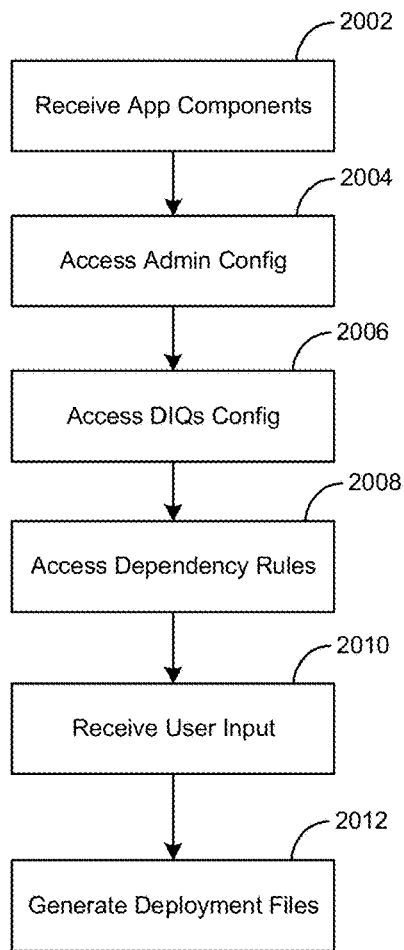 2002
Receive App Components
2004
Access Admin Config
2006
Access DIQs Config
2008
Access Dependency Rules
2010
Receive User Input
2012
Generate Deployment Files